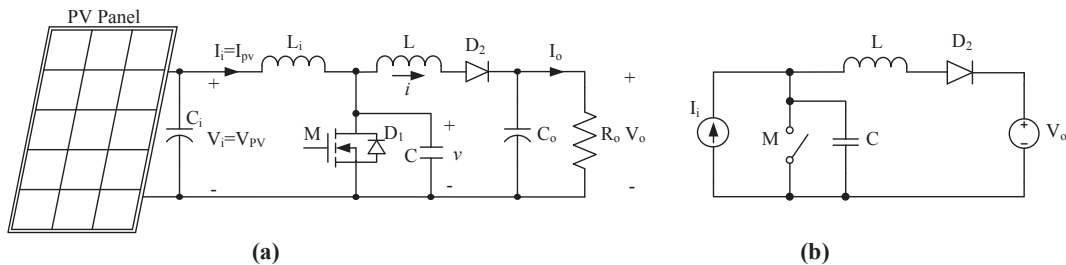 PV Panel
I_i=I_pv
L_i
L
D_2
I_o
+
i
+
C_i
V_i=V_PV
M
D_1
+
C
v
C_o
R_o
V_o
-
-
-
(a)
L
D_2
I_i
M
C
+
-
V_o
(b)